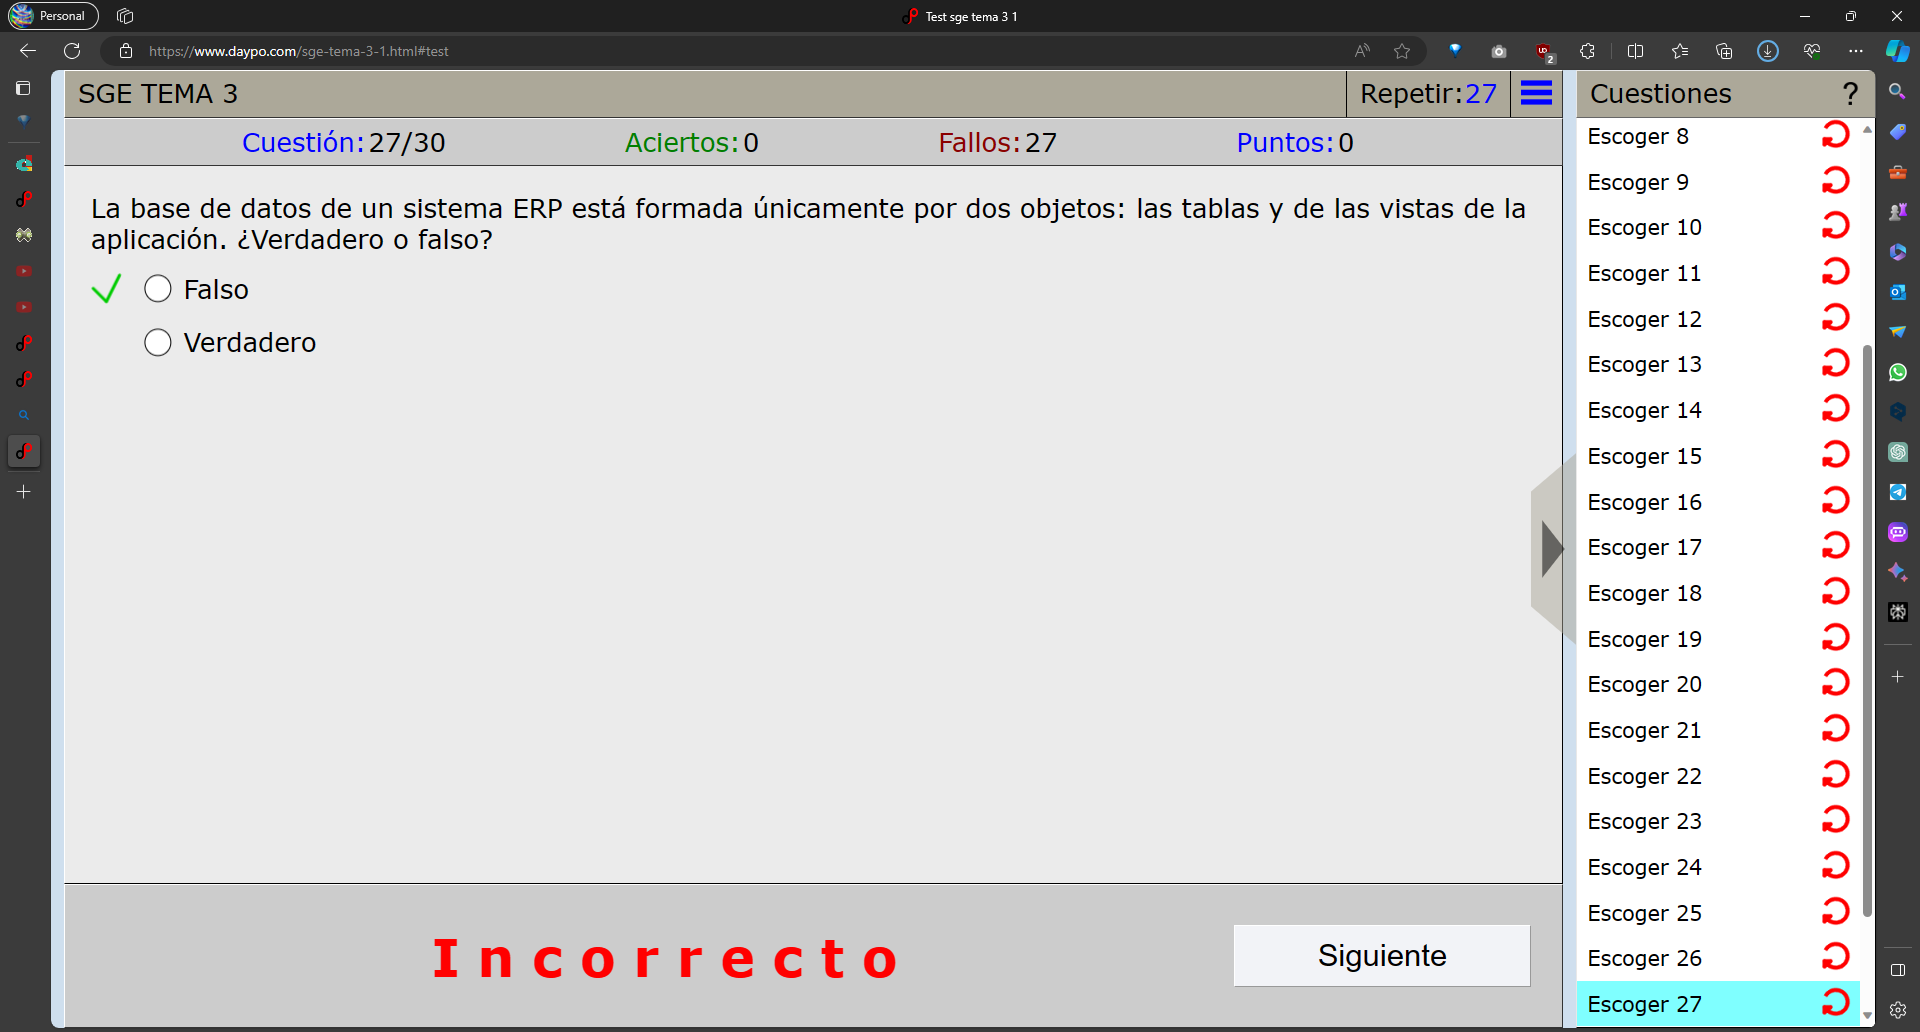 Personal
Test sge tema 3 1
https://www.daypo.com/sge-tema-3-1.html#test
SGE TEMA 3
Repetir:27
Cuestión:27/30
Aciertos:0
Fallos:27
Puntos:0
La base de datos de un sistema ERP está formada únicamente por dos objetos: las tablas y de las vistas de la
aplicación. ¿Verdadero o falso?
Falso
Verdadero
Incorrecto
Siguiente
Cuestiones ?
Escoger 8
Escoger 9
Escoger 10
Escoger 11
Escoger 12
Escoger 13
Escoger 14
Escoger 15
Escoger 16
Escoger 17
Escoger 18
Escoger 19
Escoger 20
Escoger 21
Escoger 22
Escoger 23
Escoger 24
Escoger 25
Escoger 26
Escoger 27